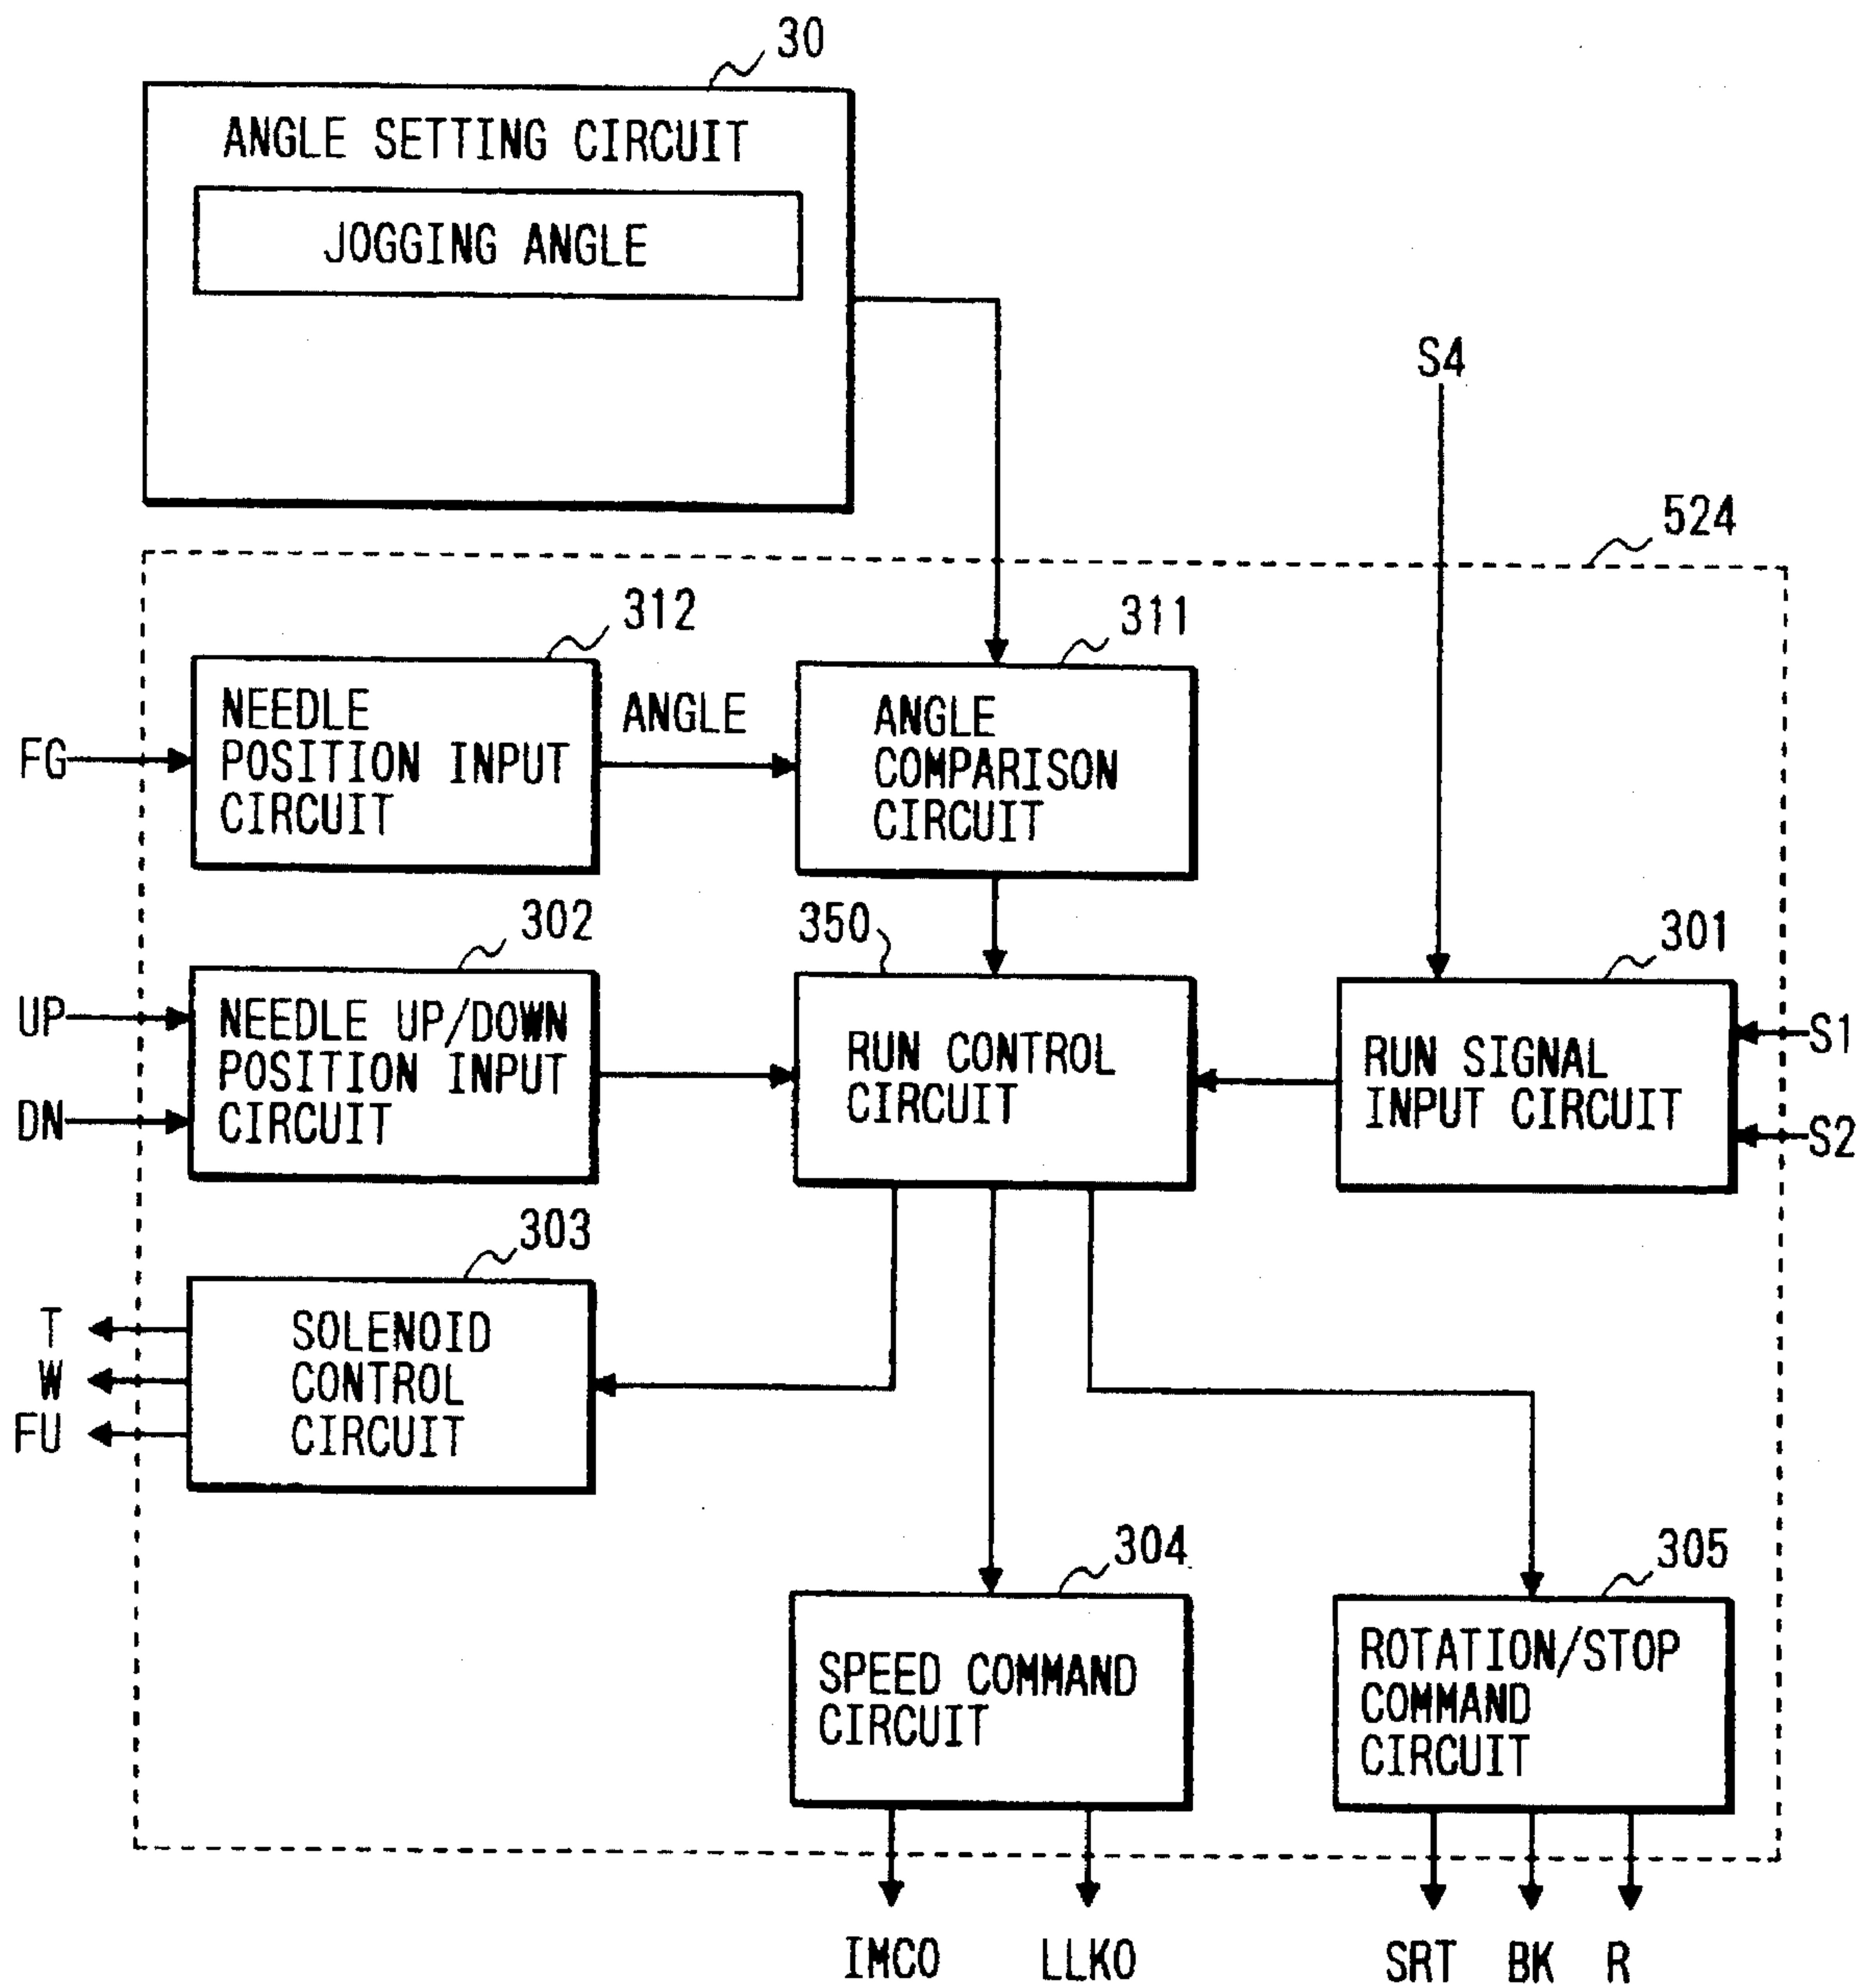 30
ANGLE SETTING CIRCUIT
JOGGING ANGLE
S4
524
312
311
NEEDLE
POSITION INPUT
CIRCUIT
ANGLE
ANGLE
COMPARISON
CIRCUIT
FG
302
350
301
UP
DN
NEEDLE UP/DOWN
POSITION INPUT
CIRCUIT
RUN CONTROL
CIRCUIT
RUN SIGNAL
INPUT CIRCUIT
S1
S2
303
T
W
FU
SOLENOID
CONTROL
CIRCUIT
304
305
SPEED COMMAND
CIRCUIT
ROTATION/STOP
COMMAND
CIRCUIT
IMCO
LLKO
SRT
BK
R